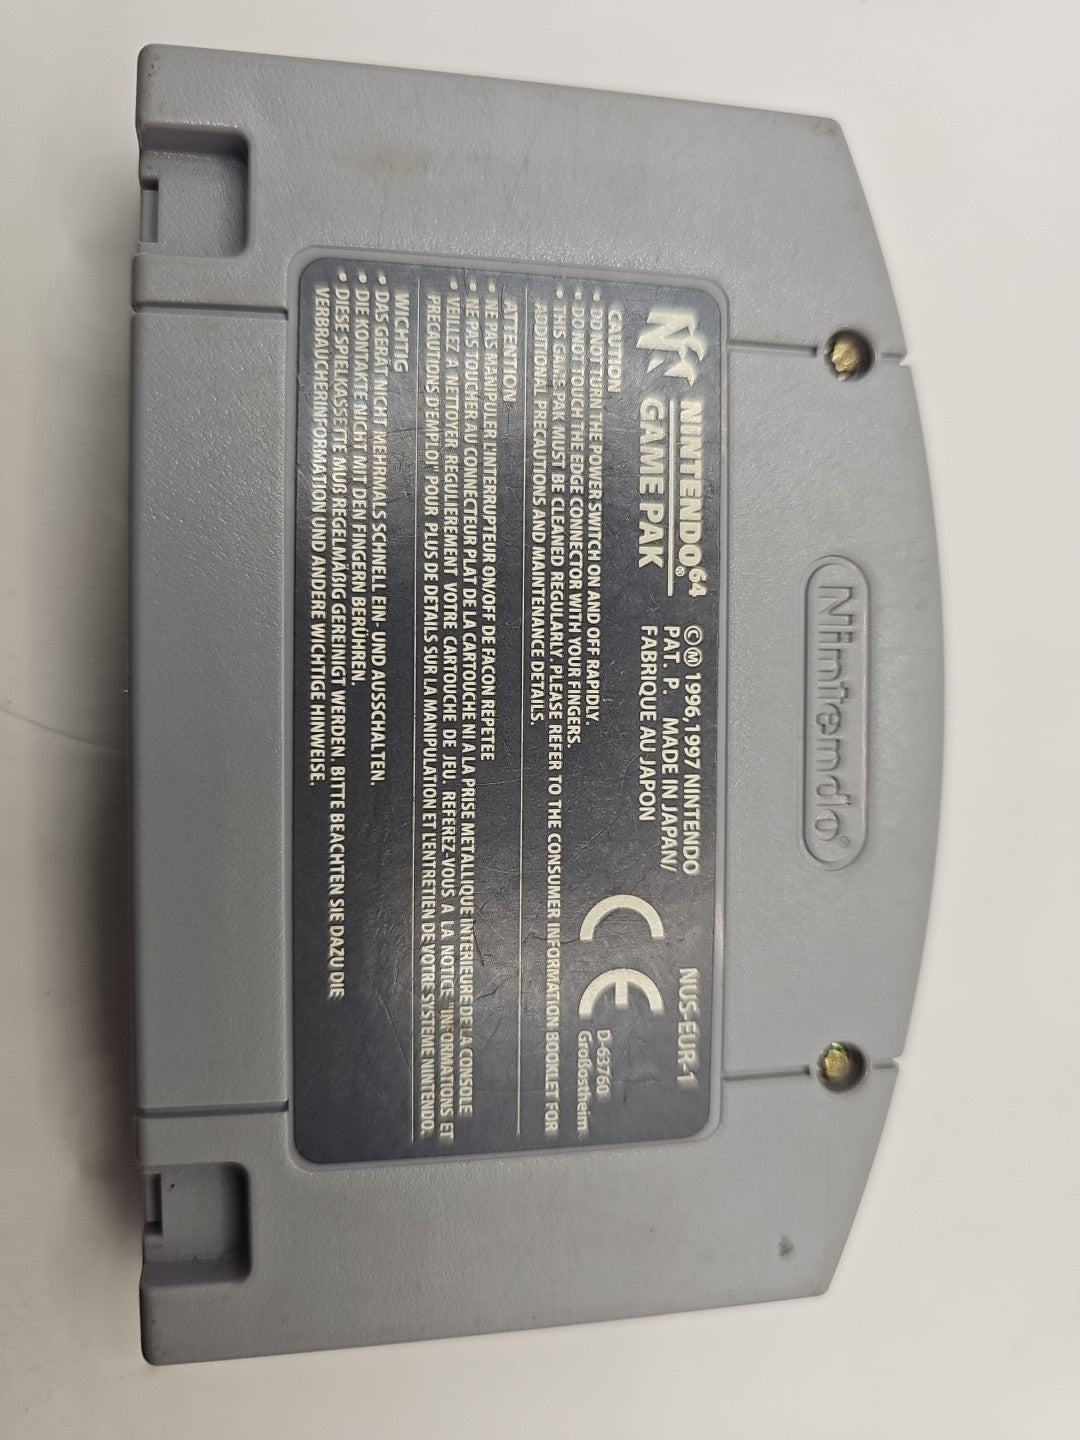 Nintendo®
NINTENDO64®
GAME PAK
©Ⓜ 1996,1997 NINTENDO
PAT. P. MADE IN JAPAN/
FABRIQUE AU JAPON
NUS-EUR-1
CE
D-63760
Großostheim
CAUTION
• DO NOT TURN THE POWER SWITCH ON AND OFF RAPIDLY.
• DO NOT TOUCH THE EDGE CONNECTOR WITH YOUR FINGERS.
• THIS GAME PAK MUST BE CLEANED REGULARLY. PLEASE REFER TO THE CONSUMER INFORMATION BOOKLET FOR
ADDITIONAL PRECAUTIONS AND MAINTENANCE DETAILS.
ATTENTION
• NE PAS MANIPULER L'INTERRUPTEUR ON/OFF DE FACON REPETEE
• NE PAS TOUCHER AU CONNECTEUR PLAT DE LA CARTOUCHE NI A LA PRISE METALLIQUE INTERIEURE DE LA CONSOLE
• VEILLEZ A NETTOYER REGULIEREMENT VOTRE CARTOUCHE DE JEU. REFEREZ-VOUS A LA NOTICE "INFORMATIONS ET
PRECAUTIONS D'EMPLOI" POUR PLUS DE DETAILS SUR LA MANIPULATION ET L'ENTRETIEN DE VOTRE SYSTEME NINTENDO.
WICHTIG
• DAS GERÄT NICHT MEHRMALS SCHNELL EIN- UND AUSSCHALTEN.
• DIE KONTAKTE NICHT MIT DEN FINGERN BERÜHREN.
• DIESE SPIELKASSETTE MUß REGELMÄßIG GEREINIGT WERDEN. BITTE BEACHTEN SIE DAZU DIE
VERBRAUCHERINFORMATION UND ANDERE WICHTIGE HINWEISE.